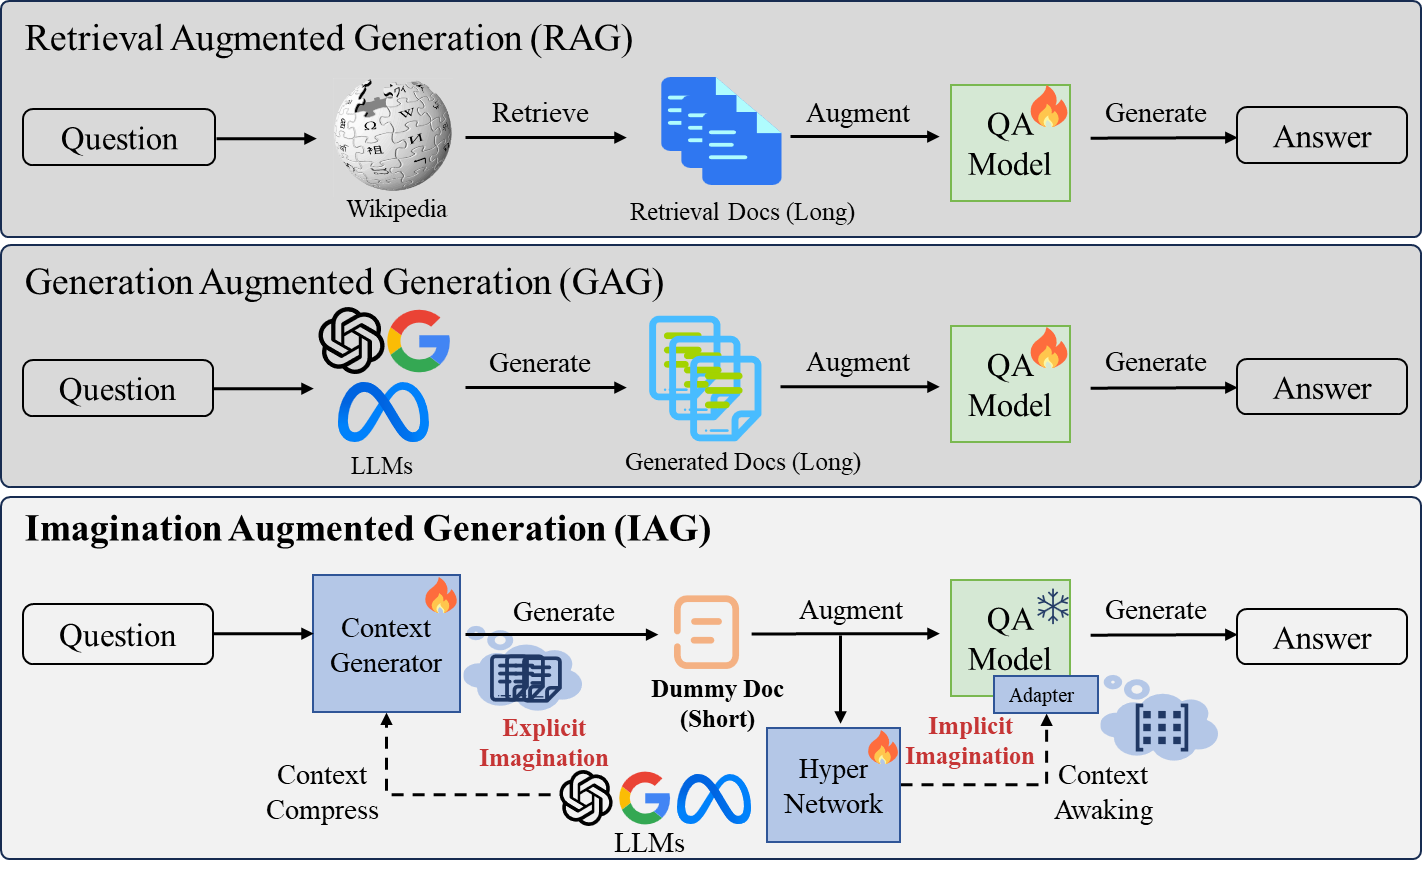 Retrieval Augmented Generation (RAG)
Question
Wikipedia
Retrieve
Retrieval Docs (Long)
Augment
QA
Model
Generate
Answer
Generation Augmented Generation (GAG)
Question
LLMs
Generate
Generated Docs (Long)
Augment
QA
Model
Generate
Answer
Imagination Augmented Generation (IAG)
Question
Context
Generator
Generate
Explicit
Imagination
Dummy Doc
(Short)
Augment
QA
Model
Adapter
Generate
Answer
Context
Compress
LLMs
Hyper
Network
Implicit
Imagination
Context
Awaking